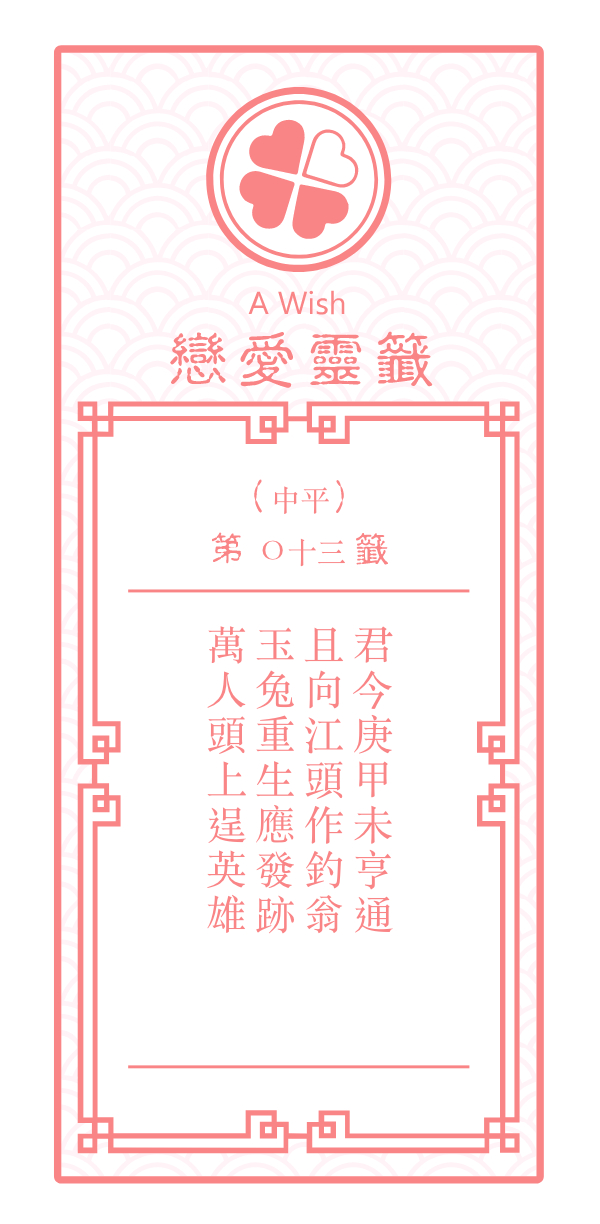 A Wish
戀愛靈籤
（中平）
第 〇十三 籤
君今庚甲未亨通
且向江頭作釣翁
玉兔重生應發跡
萬人頭上逞英雄